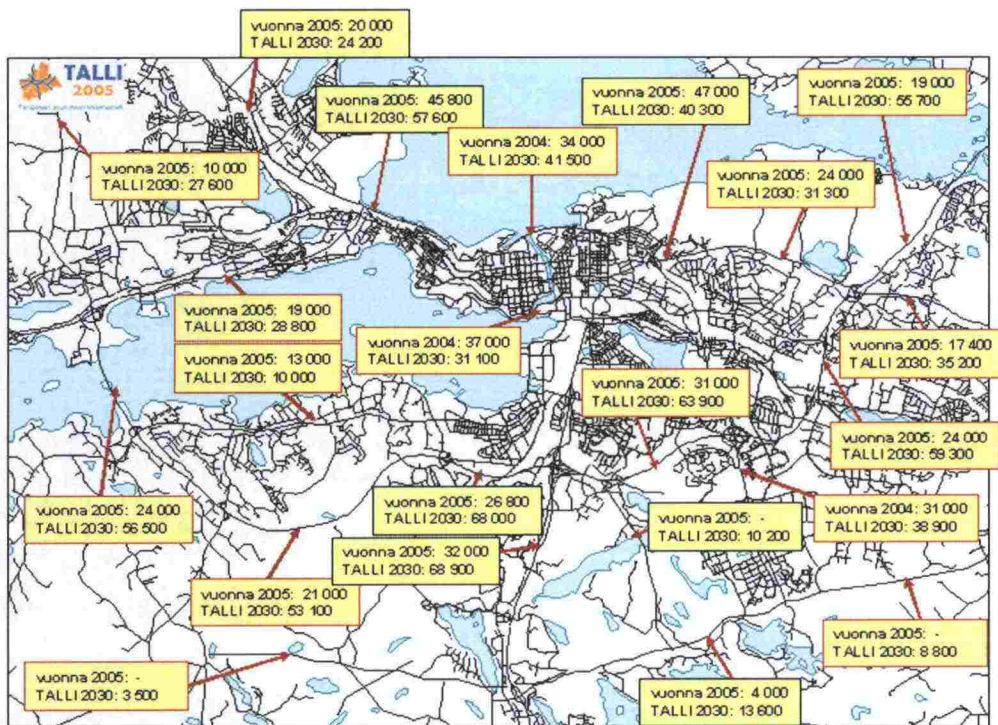 vuonna 2005: 20 000
TALLI 2030: 24 200
TALLI
2005
vuonna 2005: 45 800
TALLI 2030: 57 600
vuonna 2005: 47 000
TALLI 2030: 40 300
vuonna 2005: 19 000
TALLI 2030: 55 700
vuonna 2004: 34 000
TALLI 2030: 41 500
vuonna 2005: 10 000
TALLI 2030: 27 600
vuonna 2005: 24 000
TALLI 2030: 31 300
vuonna 2005: 19 000
TALLI 2030: 28 800
vuonna 2004: 37 000
TALLI 2030: 31 100
vuonna 2005: 17 400
TALLI 2030: 35 200
vuonna 2005: 13 000
TALLI 2030: 10 000
vuonna 2005: 31 000
TALLI 2030: 63 900
vuonna 2005: 24 000
TALLI 2030: 59 300
vuonna 2005: 24 000
TALLI 2030: 56 500
vuonna 2005: 26 800
TALLI 2030: 68 000
vuonna 2005: -
TALLI 2030: 10 200
vuonna 2004: 31 000
TALLI 2030: 38 900
vuonna 2005: 32 000
TALLI 2030: 68 900
vuonna 2005: 21 000
TALLI 2030: 53 100
vuonna 2005: -
TALLI 2030: 8 800
vuonna 2005: -
TALLI 2030: 3 500
vuonna 2005: 4 000
TALLI 2030: 13 600